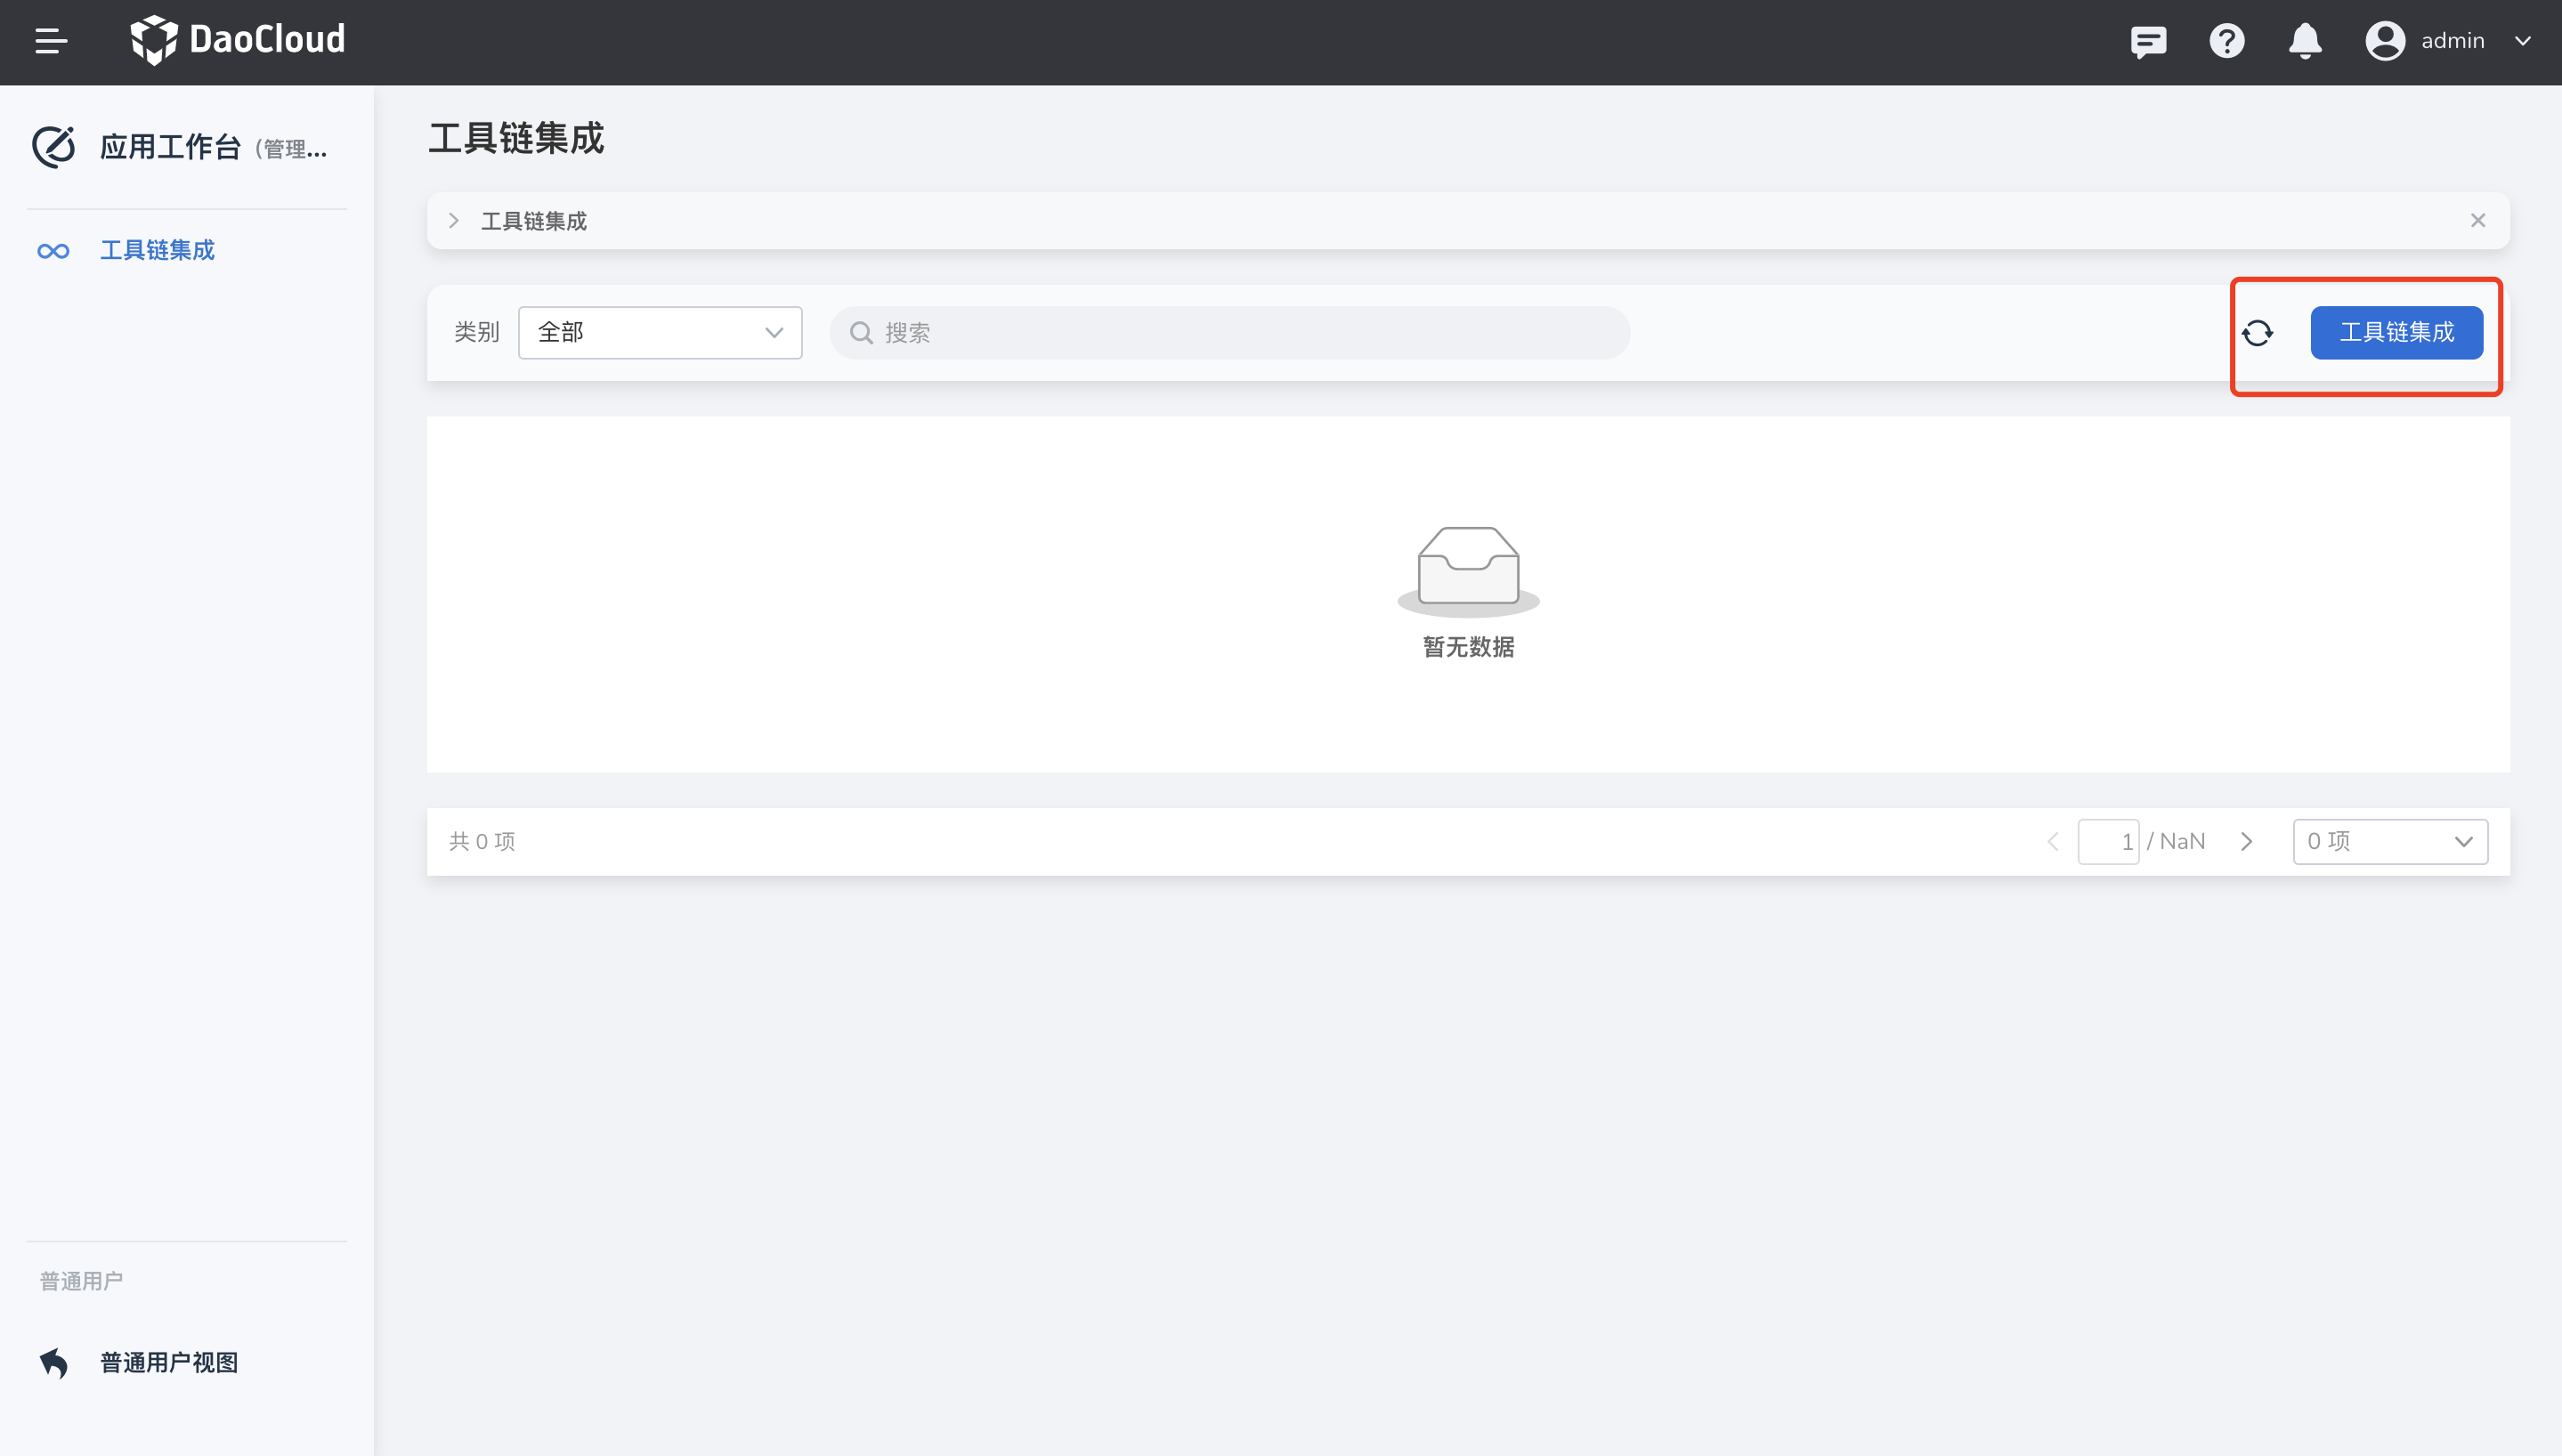 DaoCloud
admin
应用工作台 (管理...
工具链集成
工具链集成
工具链集成
类别
全部
搜索
工具链集成
暂无数据
共 0 项
1 / NaN
0 项
普通用户
普通用户视图